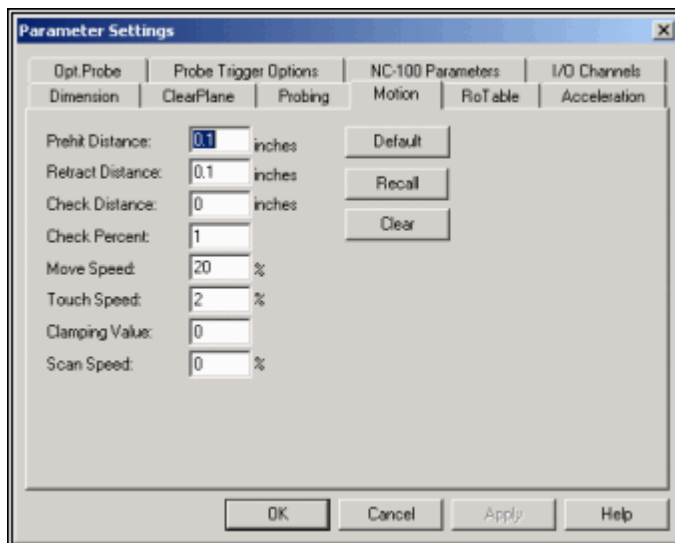 Parameter Settings
Opt.Probe Probe Trigger Options NC-100 Parameters I/O Channels
Dimension ClearPlane Probing Motion RoTable Acceleration
Prehit Distance: 0.1 inches Default
Retract Distance: 0.1 inches Recall
Check Distance: 0 inches Clear
Check Percent: 1
Move Speed: 20 %
Touch Speed: 2 %
Clamping Value: 0
Scan Speed: 0 %
OK Cancel Apply Help